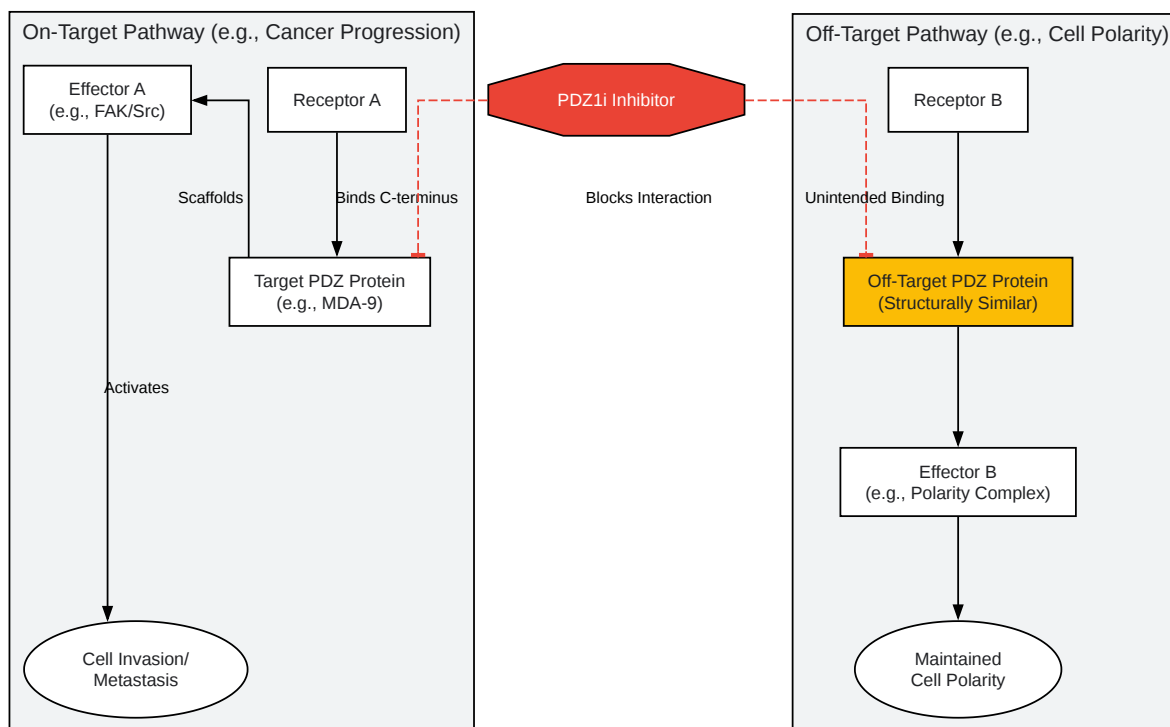 On-Target Pathway (e.g., Cancer Progression)
Off-Target Pathway (e.g., Cell Polarity)
Effector A
(e.g., FAK/Src)
Receptor A
PDZ1i Inhibitor
Receptor B
Scaffolds
Binds C-terminus
Blocks Interaction
Unintended Binding
Target PDZ Protein
(e.g., MDA-9)
Off-Target PDZ Protein
(Structurally Similar)
Activates
Effector B
(e.g., Polarity Complex)
Cell Invasion/
Metastasis
Maintained
Cell Polarity